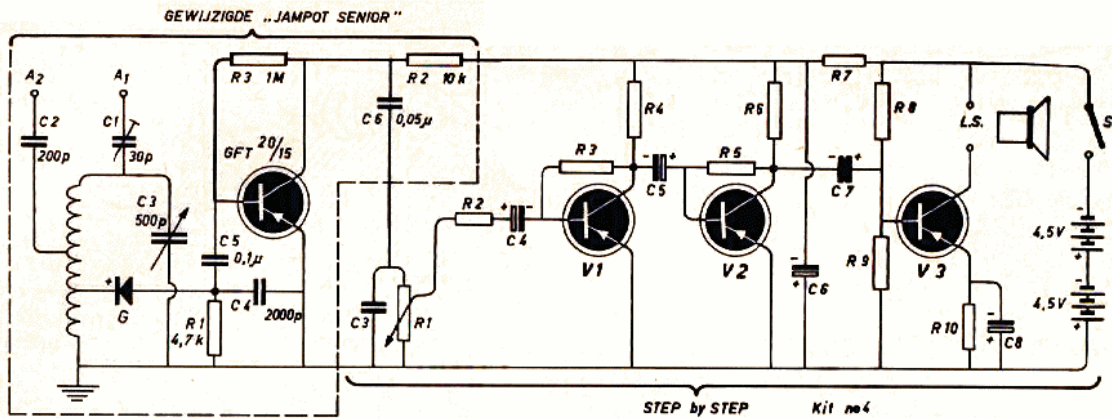 GEWIJZIGDE „JAMPOT SENIOR"
A2
A1
R3 1M
R2 10k
R7
C2
200p
C1
30p
GFT 20/15
C6
0,05µ
R4
R6
R8
L.S.
S
R3
C5
R5
C7
C3
500p
R2
C4
4,5V
V1
V2
C6
R9
V3
C5
0,1µ
G
C4
2000p
R1
4,7k
C3
R1
R10
C8
4,5V
STEP by STEP Kit no 4